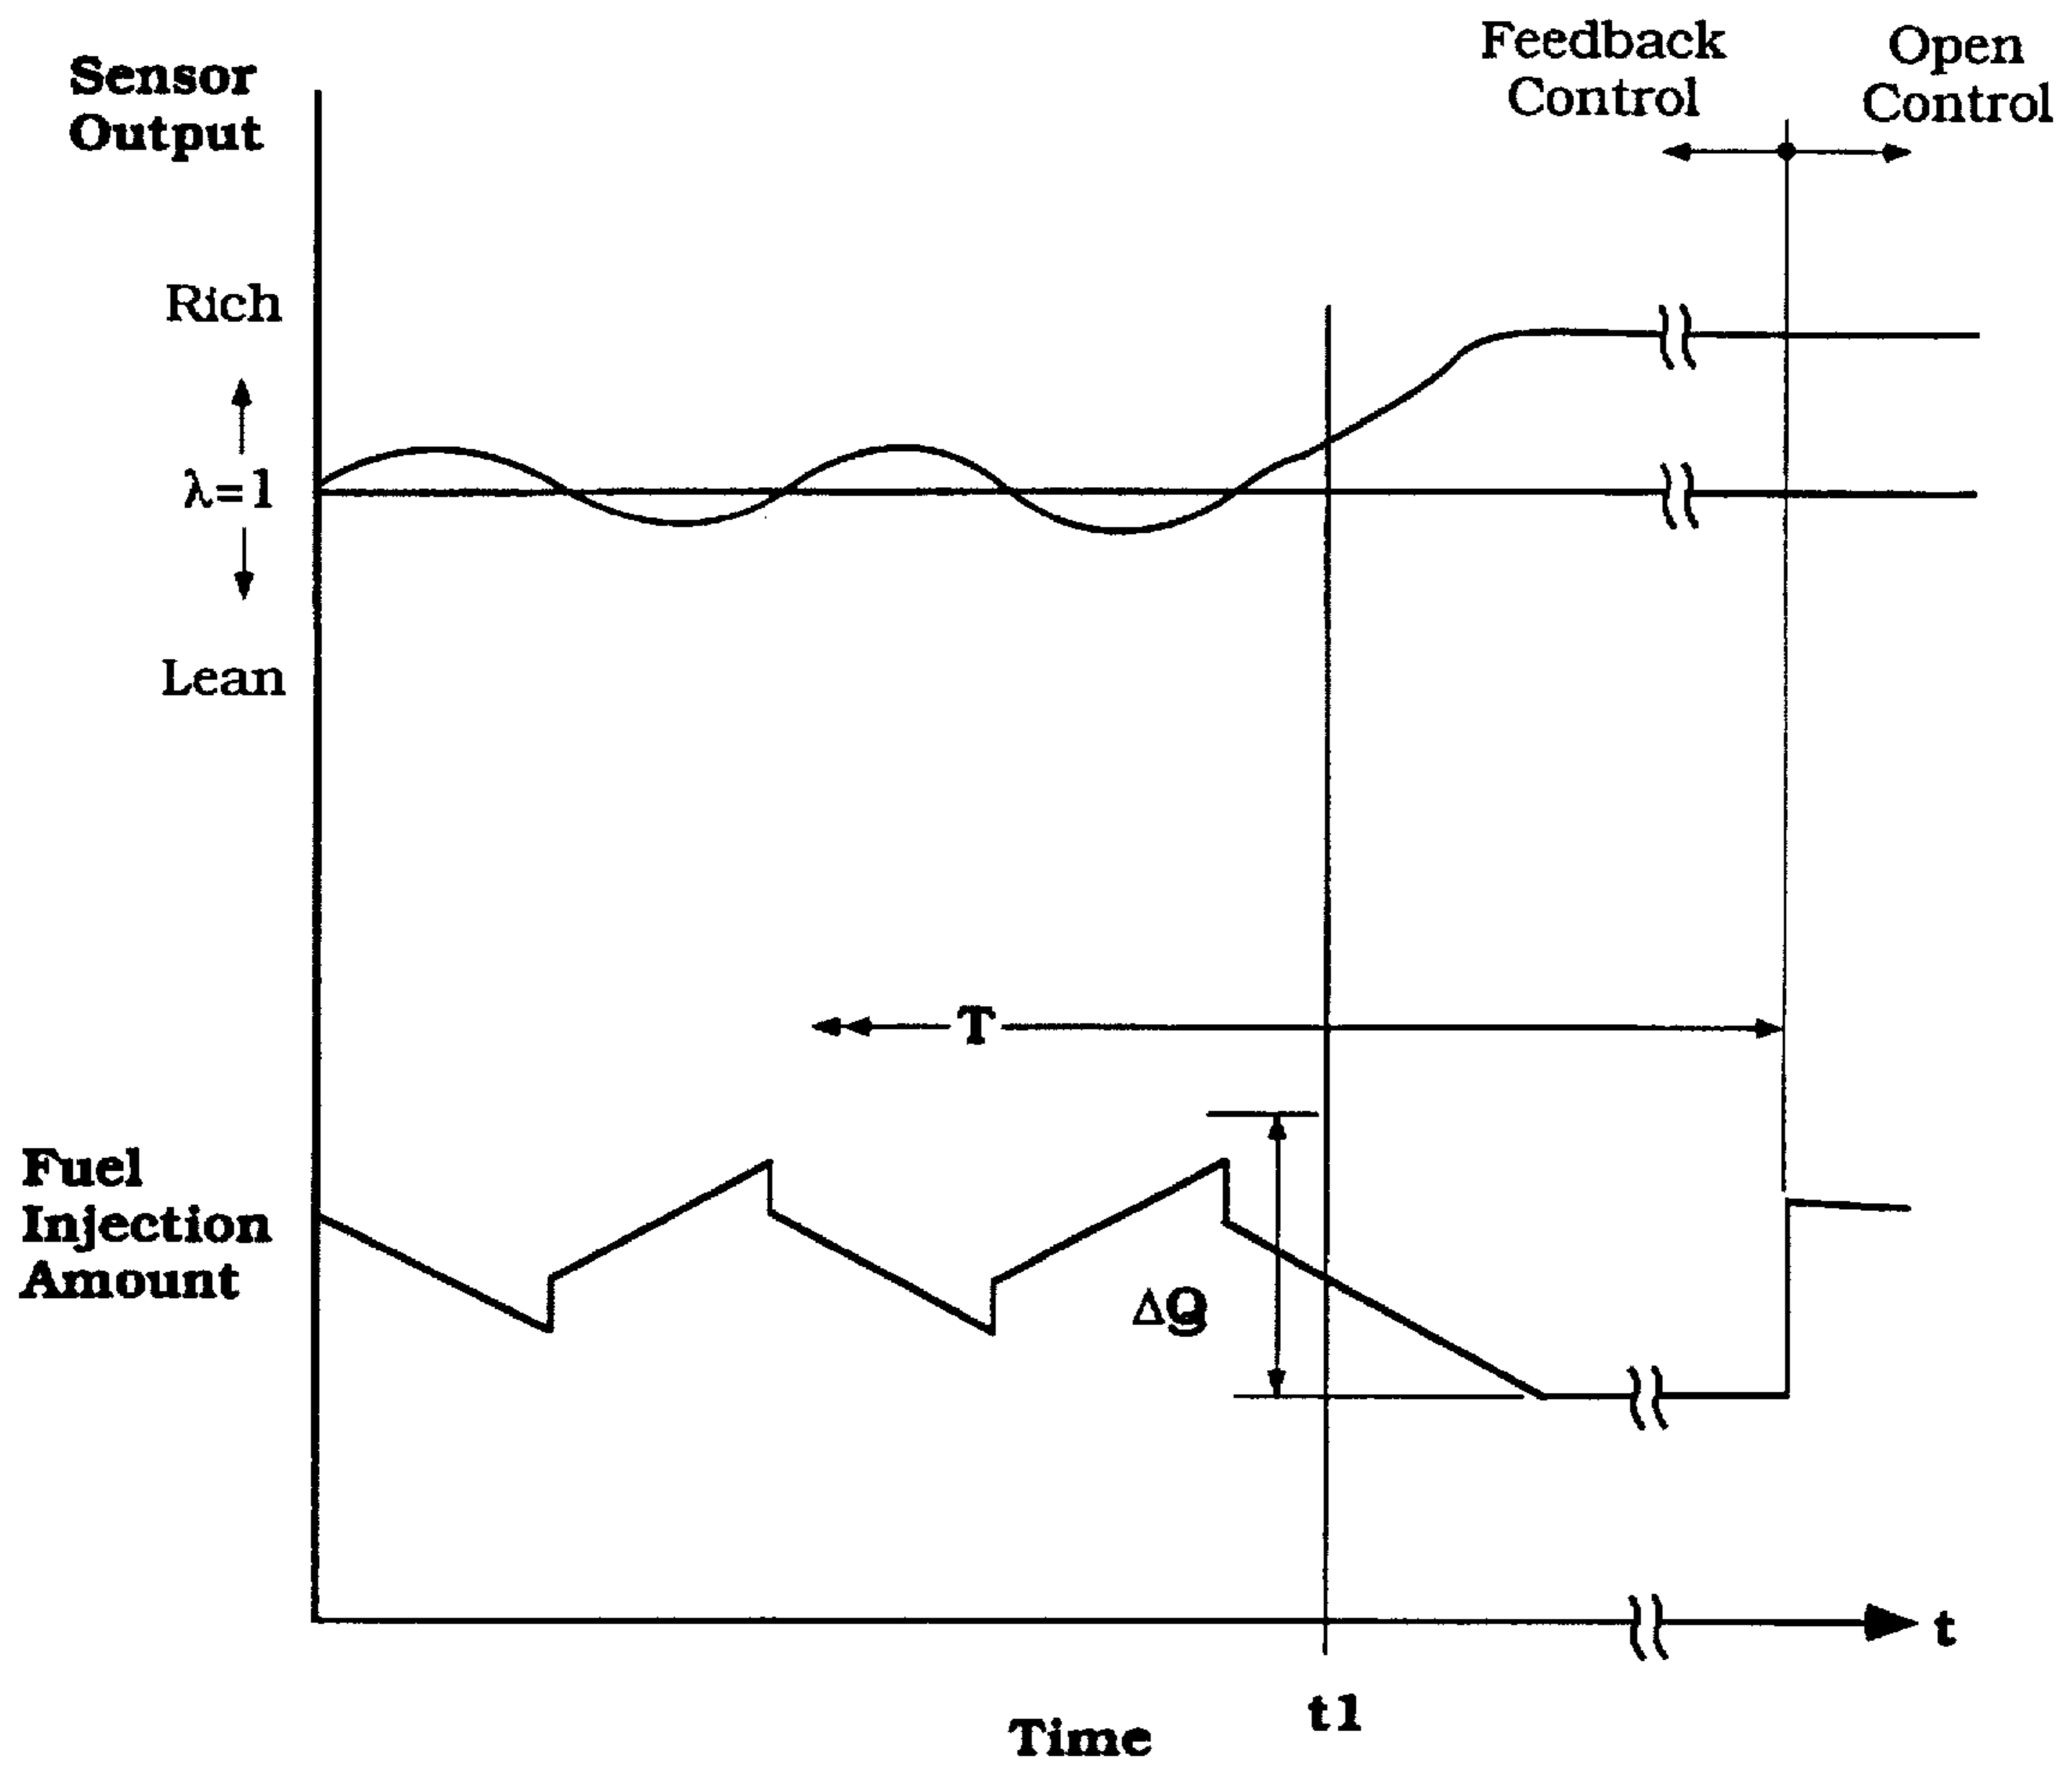 Feedback
Control
Open
Control
Sensor
Output
Rich
λ=1
Lean
T
Fuel
Injection
Amount
ΔQ
t
t1
Time